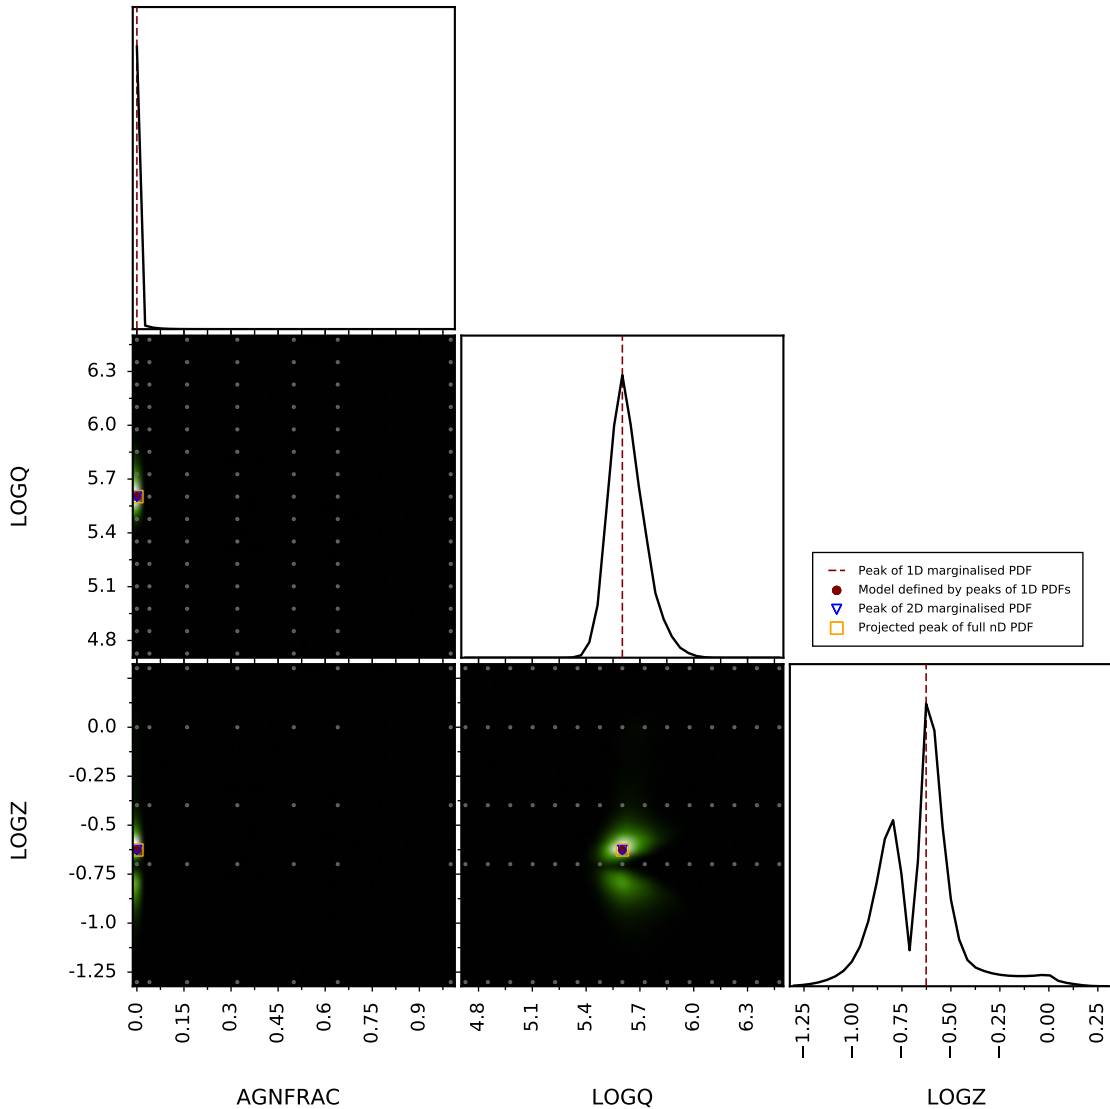 6.3
6.0
5.7
5.4
5.1
4.8
LOGQ
Peak of 1D marginalised PDF
Model defined by peaks of 1D PDFs
Peak of 2D marginalised PDF
Projected peak of full nD PDF
0.0
-0.25
-0.5
-0.75
-1.0
-1.25
LOGZ
0.0 0.15 0.3 0.45 0.6 0.75 0.9
4.8 5.1 5.4 5.7 6.0 6.3
−1.25 −1.00 −0.75 −0.50 −0.25 0.00 0.25
AGNFRAC LOGQ LOGZ